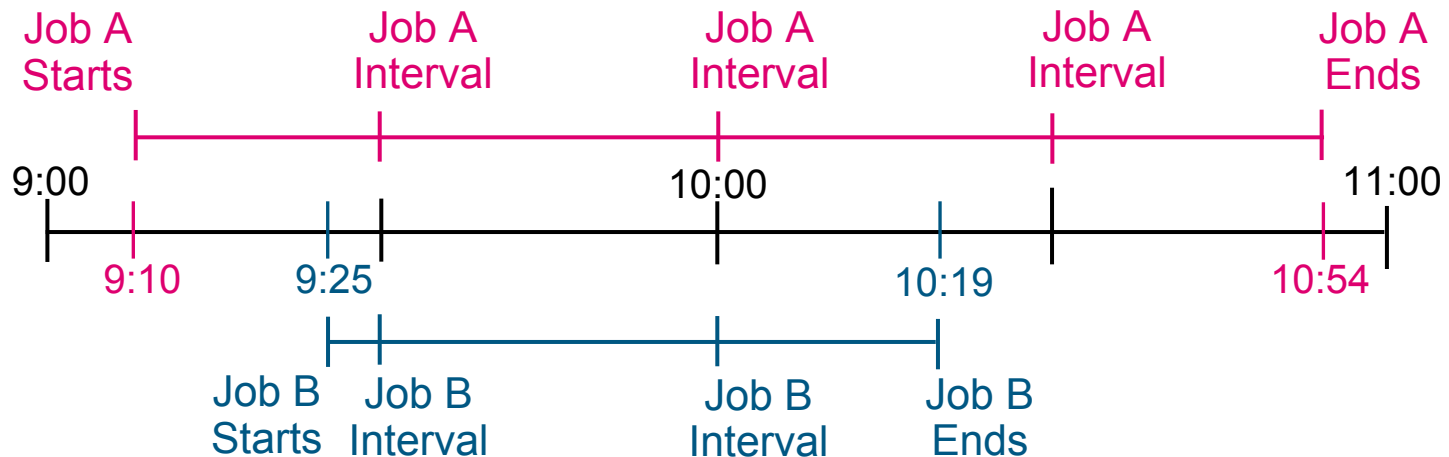 Job A
Starts
Job A
Interval
Job A
Interval
Job A
Interval
Job A
Ends
9:00
10:00
11:00
9:10
9:25
10:19
10:54
Job B
Starts
Job B
Interval
Job B
Interval
Job B
Ends